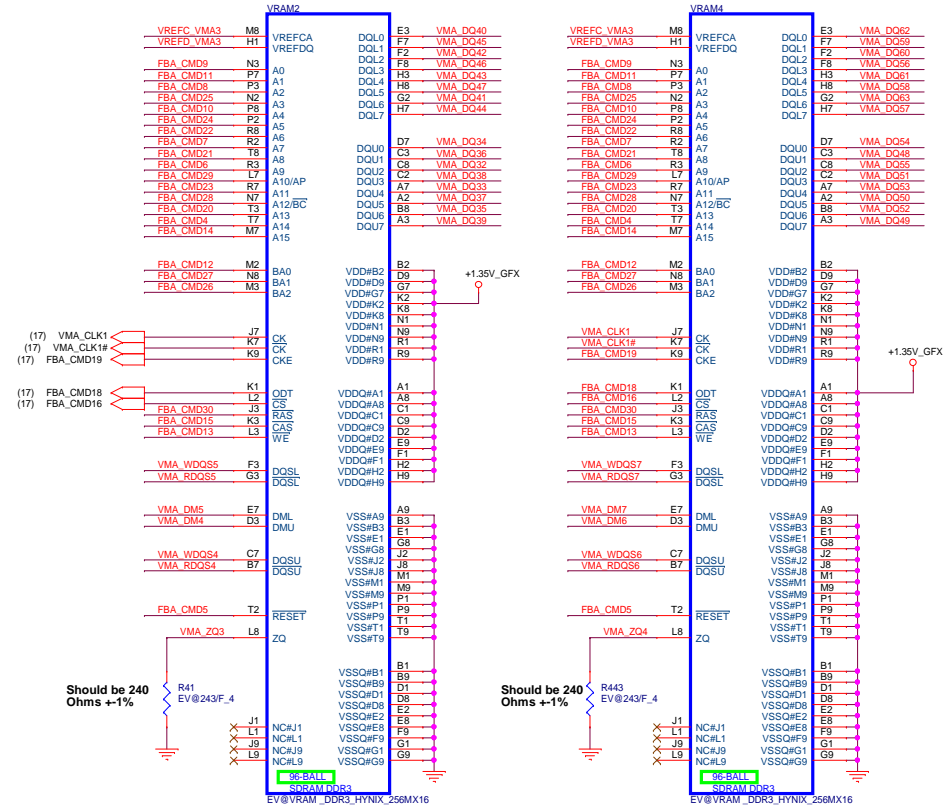 VRAM2
VREFC_VMA3 M8 VREFCA DQL0 E3 VMA_DQ40
VREFD_VMA3 H1 VREFDQ DQL1 F7 VMA_DQ45
DQL2 F2 VMA_DQ42
FBA_CMD9 N3 A0 DQL3 F8 VMA_DQ46
FBA_CMD11 P7 A1 DQL4 H3 VMA_DQ43
FBA_CMD8 P3 A2 DQL5 H8 VMA_DQ47
FBA_CMD25 N2 A3 DQL6 G2 VMA_DQ41
FBA_CMD10 P8 A4 DQL7 H7 VMA_DQ44
FBA_CMD24 P2 A5
FBA_CMD22 R8 A6
FBA_CMD7 R2 A7 DQU0 D7 VMA_DQ34
FBA_CMD21 T8 A8 DQU1 C3 VMA_DQ36
FBA_CMD6 R3 A9 DQU2 C8 VMA_DQ32
FBA_CMD29 L7 A10/AP DQU3 C2 VMA_DQ38
FBA_CMD23 R7 A11 DQU4 A7 VMA_DQ33
FBA_CMD28 N7 A12/BC DQU5 A2 VMA_DQ37
FBA_CMD20 T3 A13 DQU6 B8 VMA_DQ35
FBA_CMD4 T7 A14 DQU7 A3 VMA_DQ39
FBA_CMD14 M7 A15
FBA_CMD12 M2 BA0 VDD#B2 B2
FBA_CMD27 N8 BA1 VDD#D9 D9
FBA_CMD26 M3 BA2 VDD#G7 G7
+1.35V_GFX
VDD#K2 K2
VDD#K8 K8
VDD#N1 N1
(17) VMA_CLK1 J7 CK VDD#N9 N9
(17) VMA_CLK1# K7 CK VDD#R1 R1
(17) FBA_CMD19 K9 CKE VDD#R9 R9
(17) FBA_CMD18 K1 ODT VDDQ#A1 A1
(17) FBA_CMD16 L2 CS VDDQ#A8 A8
FBA_CMD30 J3 RAS VDDQ#C1 C1
FBA_CMD15 K3 CAS VDDQ#C9 C9
FBA_CMD13 L3 WE VDDQ#D2 D2
VDDQ#E9 E9
VDDQ#F1 F1
VMA_WDQS5 F3 DQSL VDDQ#H2 H2
VMA_RDQS5 G3 DQSL VDDQ#H9 H9
VMA_DM5 E7 DML VSS#A9 A9
VMA_DM4 D3 DMU VSS#B3 B3
VSS#E1 E1
VSS#G8 G8
VMA_WDQS4 C7 DQSU VSS#J2 J2
VMA_RDQS4 B7 DQSU VSS#J8 J8
VSS#M1 M1
VSS#M9 M9
VSS#P1 P1
FBA_CMD5 T2 RESET VSS#P9 P9
VSS#T1 T1
VMA_ZQ3 L8 ZQ VSS#T9 T9
VSSQ#B1 B1
VSSQ#B9 B9
Should be 240 R41 VSSQ#D1 D1
Ohms +-1% EV@243/F_4 VSSQ#D8 D8
VSSQ#E2 E2
J1 NC#J1 VSSQ#E8 E8
L1 NC#L1 VSSQ#F9 F9
J9 NC#J9 VSSQ#G1 G1
L9 NC#L9 VSSQ#G9 G9
96-BALL
SDRAM DDR3
EV@VRAM _DDR3_HYNIX_256MX16
VRAM4
VREFC_VMA3 M8 VREFCA DQL0 E3 VMA_DQ62
VREFD_VMA3 H1 VREFDQ DQL1 F7 VMA_DQ59
DQL2 F2 VMA_DQ60
FBA_CMD9 N3 A0 DQL3 F8 VMA_DQ56
FBA_CMD11 P7 A1 DQL4 H3 VMA_DQ61
FBA_CMD8 P3 A2 DQL5 H8 VMA_DQ58
FBA_CMD25 N2 A3 DQL6 G2 VMA_DQ63
FBA_CMD10 P8 A4 DQL7 H7 VMA_DQ57
FBA_CMD24 P2 A5
FBA_CMD22 R8 A6
FBA_CMD7 R2 A7 DQU0 D7 VMA_DQ54
FBA_CMD21 T8 A8 DQU1 C3 VMA_DQ48
FBA_CMD6 R3 A9 DQU2 C8 VMA_DQ55
FBA_CMD29 L7 A10/AP DQU3 C2 VMA_DQ51
FBA_CMD23 R7 A11 DQU4 A7 VMA_DQ53
FBA_CMD28 N7 A12/BC DQU5 A2 VMA_DQ50
FBA_CMD20 T3 A13 DQU6 B8 VMA_DQ52
FBA_CMD4 T7 A14 DQU7 A3 VMA_DQ49
FBA_CMD14 M7 A15
FBA_CMD12 M2 BA0 VDD#B2 B2
FBA_CMD27 N8 BA1 VDD#D9 D9
FBA_CMD26 M3 BA2 VDD#G7 G7
VDD#K2 K2
VDD#K8 K8
VDD#N1 N1
VMA_CLK1 J7 CK VDD#N9 N9
VMA_CLK1# K7 CK VDD#R1 R1
FBA_CMD19 K9 CKE VDD#R9 R9
+1.35V_GFX
FBA_CMD18 K1 ODT VDDQ#A1 A1
FBA_CMD16 L2 CS VDDQ#A8 A8
FBA_CMD30 J3 RAS VDDQ#C1 C1
FBA_CMD15 K3 CAS VDDQ#C9 C9
FBA_CMD13 L3 WE VDDQ#D2 D2
VDDQ#E9 E9
VDDQ#F1 F1
VMA_WDQS7 F3 DQSL VDDQ#H2 H2
VMA_RDQS7 G3 DQSL VDDQ#H9 H9
VMA_DM7 E7 DML VSS#A9 A9
VMA_DM6 D3 DMU VSS#B3 B3
VSS#E1 E1
VSS#G8 G8
VMA_WDQS6 C7 DQSU VSS#J2 J2
VMA_RDQS6 B7 DQSU VSS#J8 J8
VSS#M1 M1
VSS#M9 M9
VSS#P1 P1
FBA_CMD5 T2 RESET VSS#P9 P9
VSS#T1 T1
VMA_ZQ4 L8 ZQ VSS#T9 T9
VSSQ#B1 B1
VSSQ#B9 B9
Should be 240 R443 VSSQ#D1 D1
Ohms +-1% EV@243/F_4 VSSQ#D8 D8
VSSQ#E2 E2
J1 NC#J1 VSSQ#E8 E8
L1 NC#L1 VSSQ#F9 F9
J9 NC#J9 VSSQ#G1 G1
L9 NC#L9 VSSQ#G9 G9
96-BALL
SDRAM DDR3
EV@VRAM _DDR3_HYNIX_256MX16